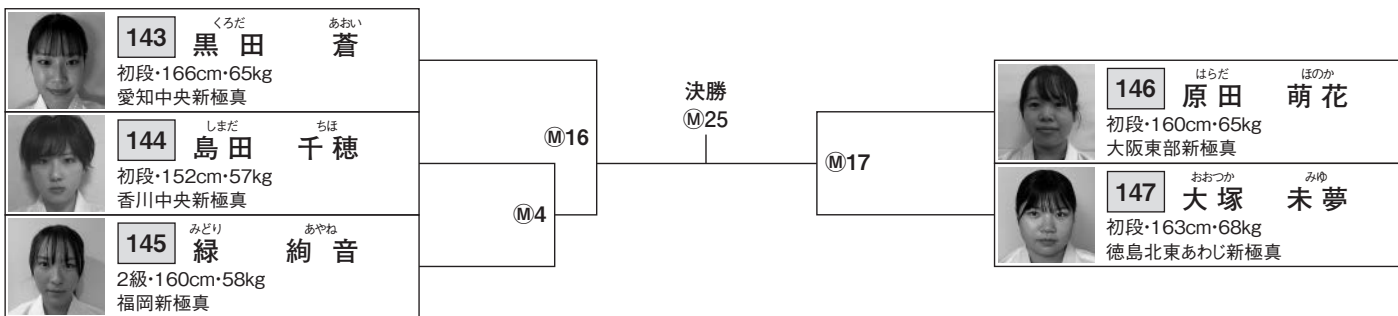 くろだ あおい
143 黒田 蒼
初段・166cm・65kg
愛知中央新極真
しまだ ちほ
144 島田 千穂
初段・152cm・57kg
香川中央新極真
みどり あやね
145 緑 絢音
2級・160cm・58kg
福岡新極真
Ⓜ16
Ⓜ4
決勝
Ⓜ25
Ⓜ17
はらだ ほのか
146 原田 萌花
初段・160cm・65kg
大阪東部新極真
おおつか みゆ
147 大塚 未夢
初段・163cm・68kg
徳島北東あわじ新極真